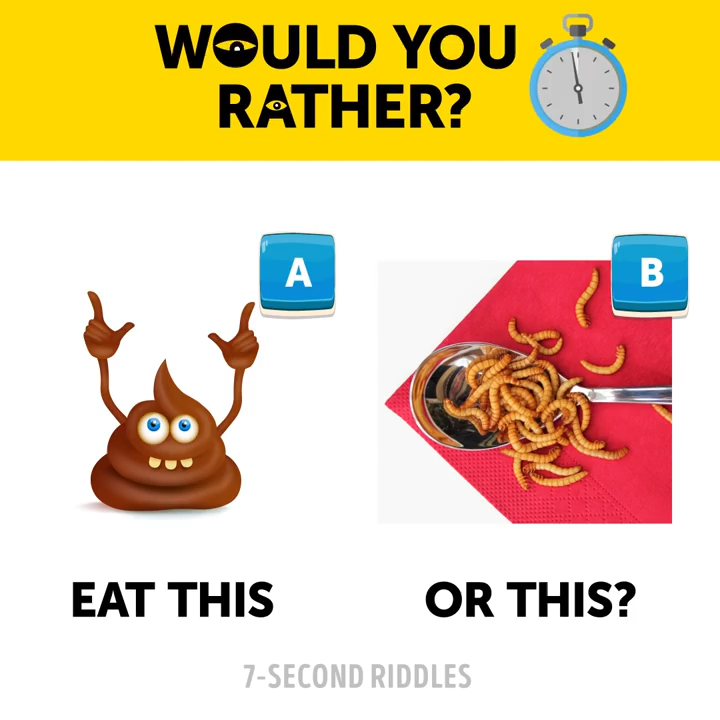 WOULD YOU
RATHER?
A
B
EAT THIS
OR THIS?
7-SECOND RIDDLES